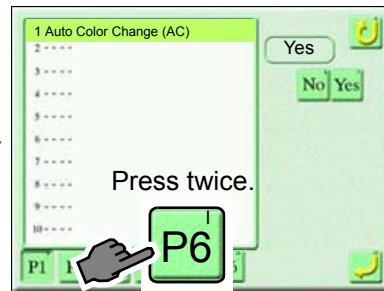 1 Auto Color Change (AC)
Yes
2 - - - -
3 - - - -
No Yes
4 - - - -
5 - - - -
6 - - - -
7 - - - -
8 - - - -
Press twice.
9 - - - -
10 - - - -
P6
P1